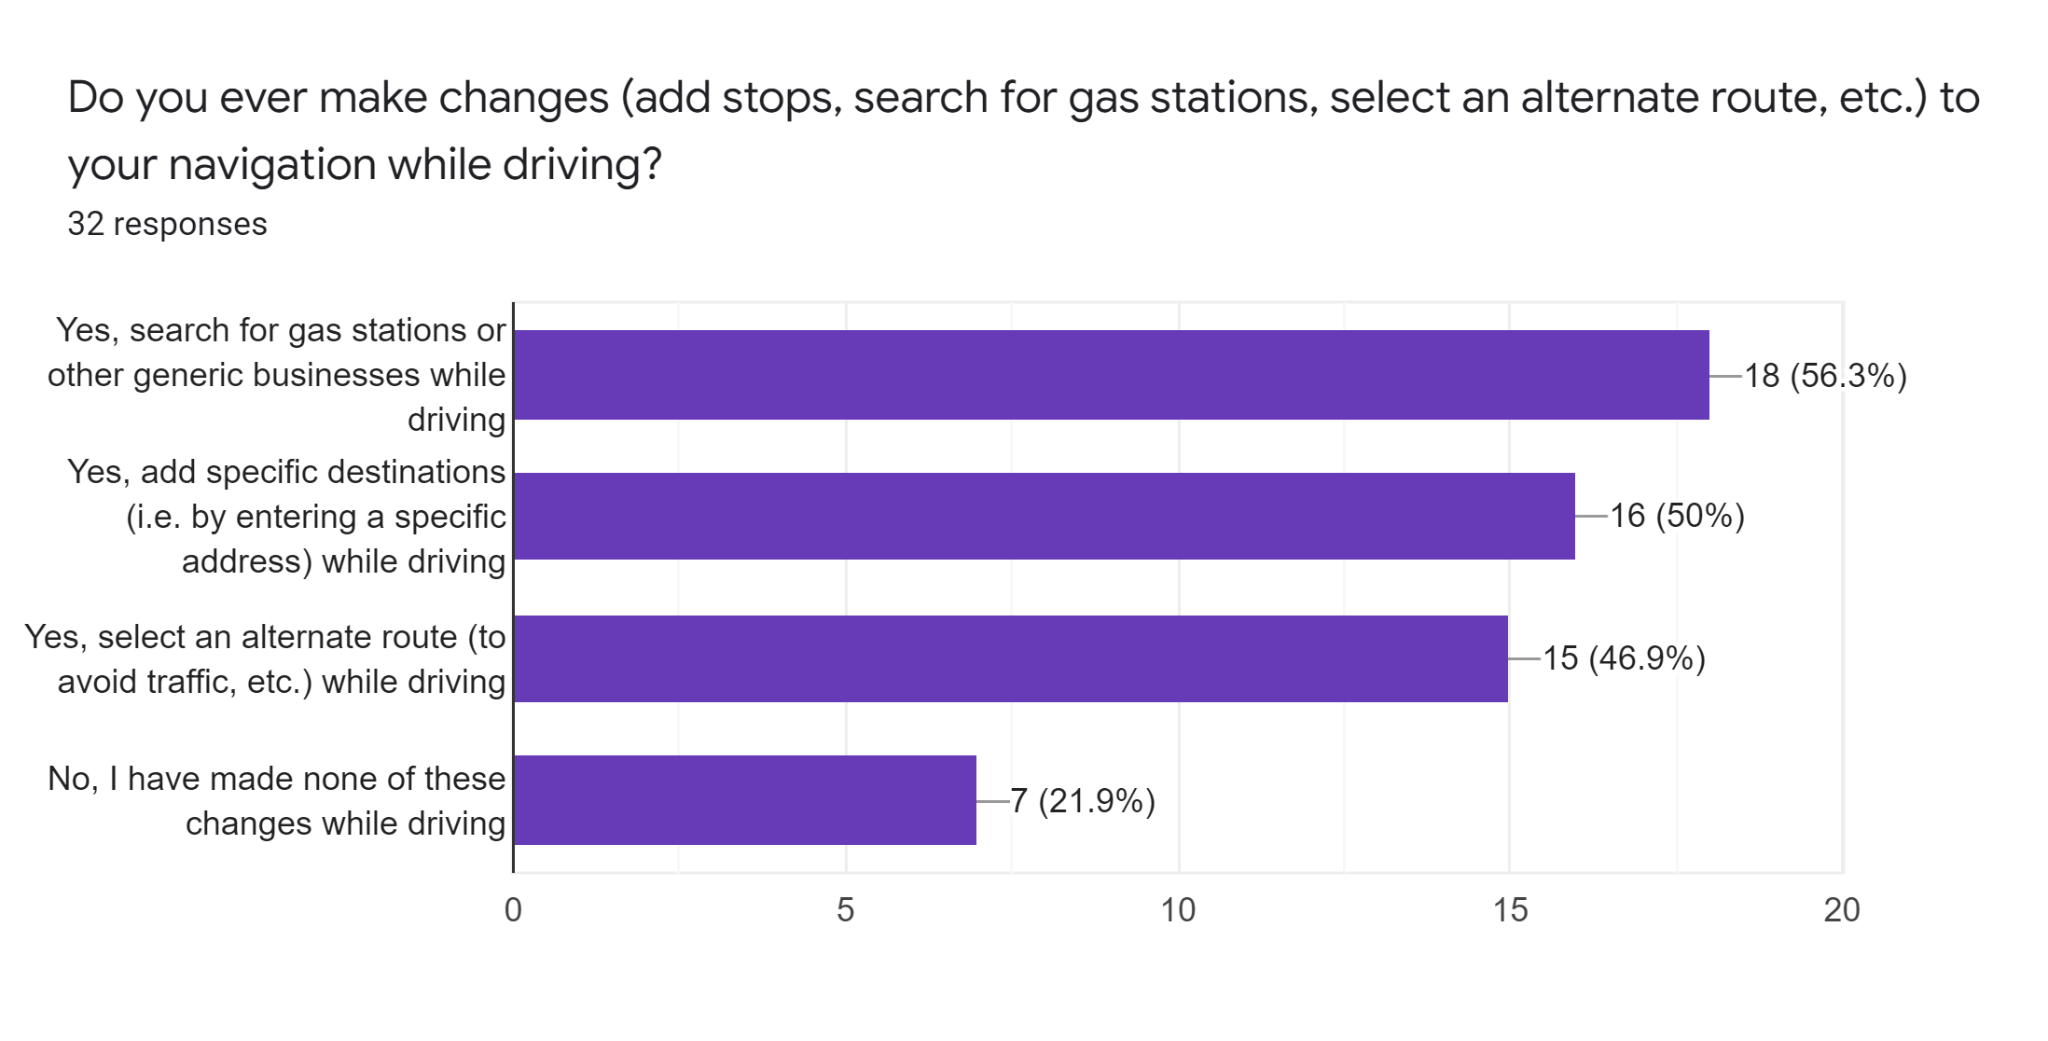 Do you ever make changes (add stops, search for gas stations, select an alternate route, etc.) to
your navigation while driving?
32 responses
Yes, search for gas stations or
other generic businesses while
driving
18 (56.3%)
Yes, add specific destinations
(i.e. by entering a specific
address) while driving
16 (50%)
Yes, select an alternate route (to
avoid traffic, etc.) while driving
15 (46.9%)
No, I have made none of these
changes while driving
7 (21.9%)
0 5 10 15 20